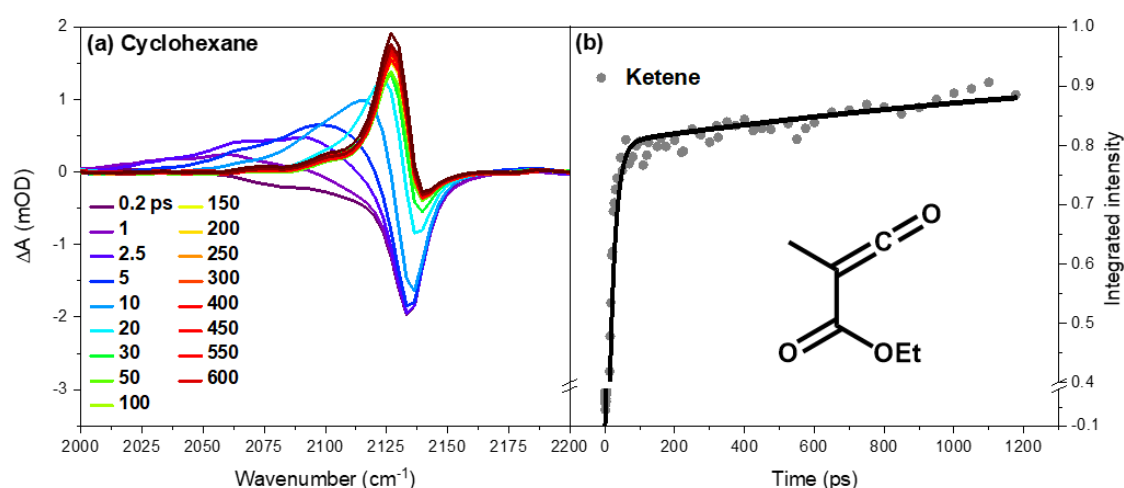 (a) Cyclohexane
ΔA (mOD)
2
1
0
-1
-2
-3
0.2 ps
1
2.5
5
10
20
30
50
100
150
200
250
300
400
450
550
600
2000 2025 2050 2075 2100 2125 2150 2175 2200
Wavenumber (cm⁻¹)
(b)
Ketene
O
C
O
OEt
1.0
0.9
0.8
0.7
0.6
0.5
0.4
-0.1
Integrated intensity
0 200 400 600 800 1000 1200
Time (ps)